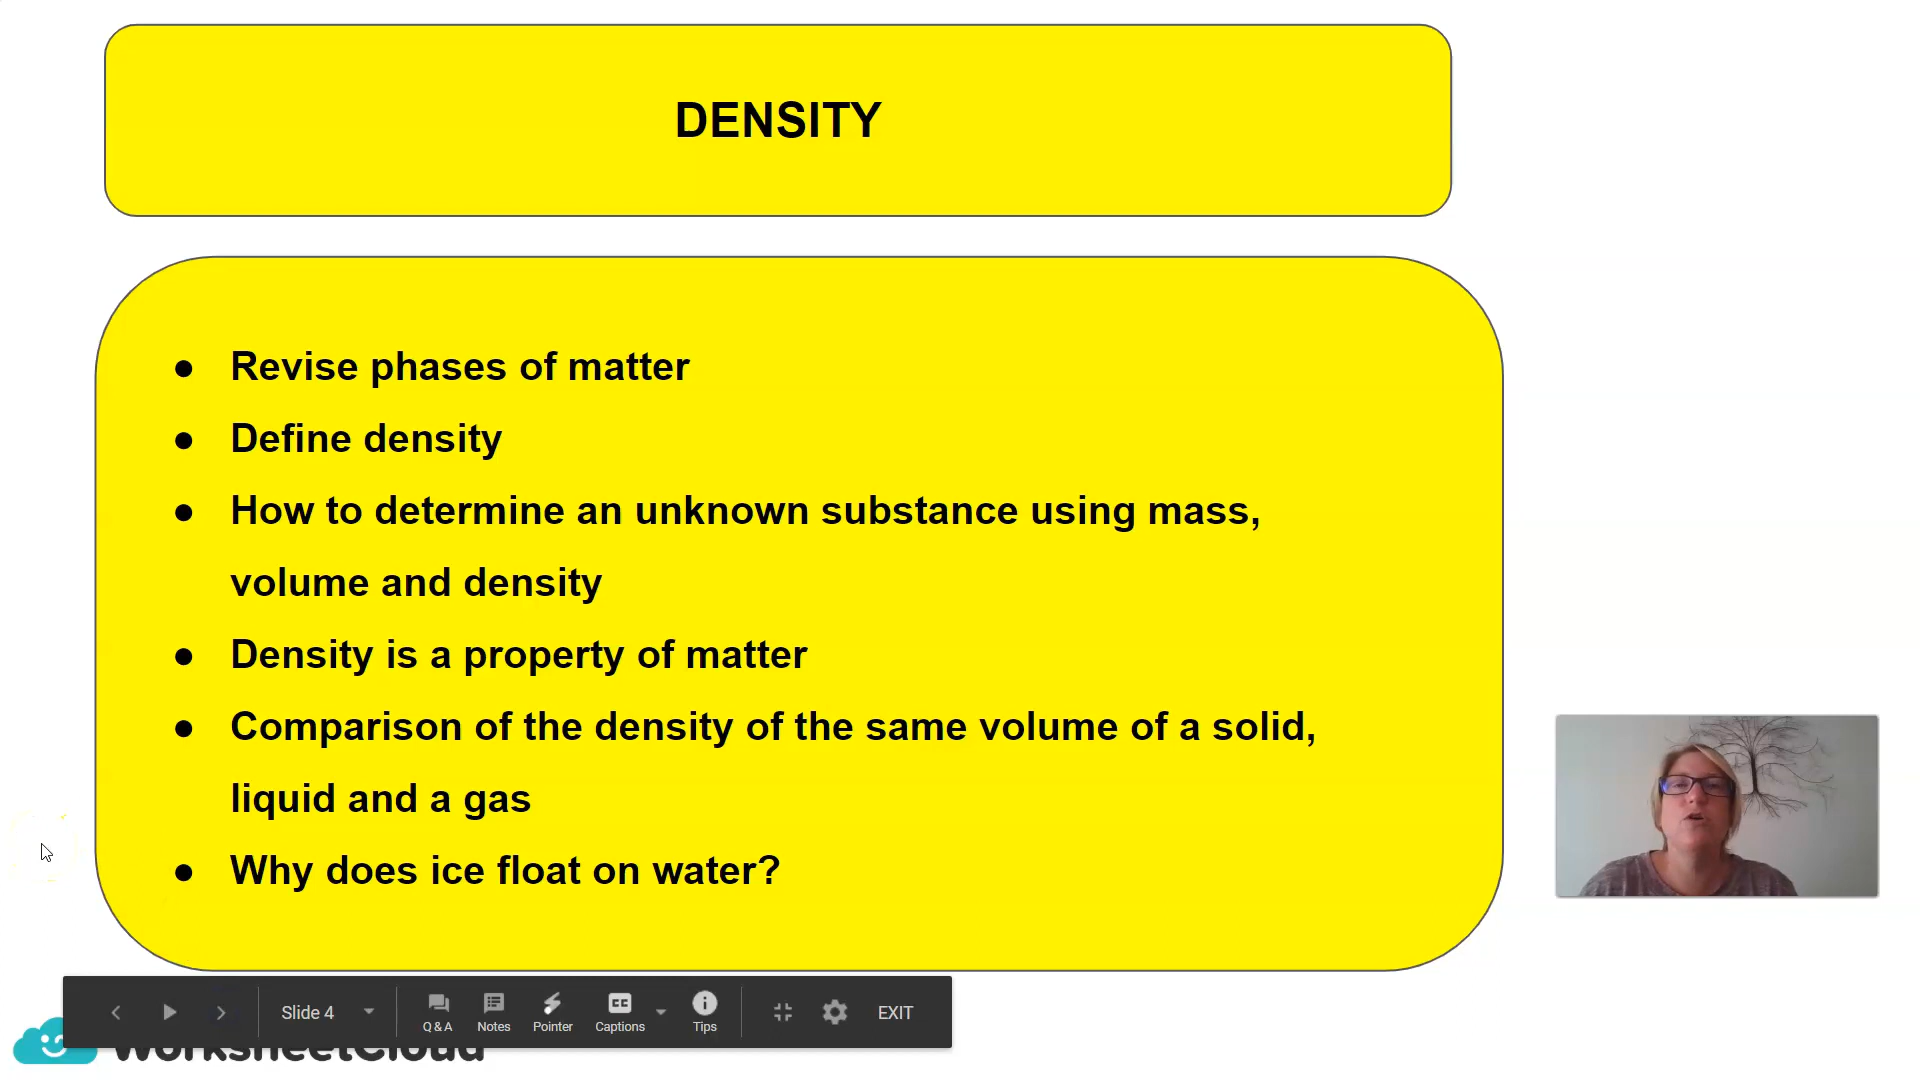 DENSITY
● Revise phases of matter
● Define density
● How to determine an unknown substance using mass,
volume and density
● Density is a property of matter
● Comparison of the density of the same volume of a solid,
liquid and a gas
● Why does ice float on water?
Slide 4
Q & A Notes Pointer Captions Tips
CC
EXIT
WorksheetCloud